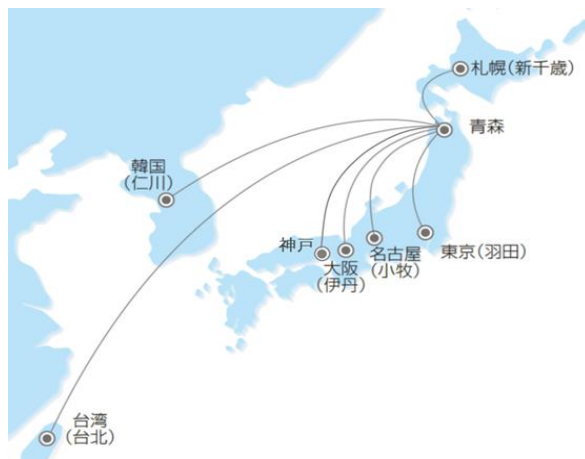 札幌(新千歳)
青森
韓国
(仁川)
神戸
大阪
(伊丹)
名古屋
(小牧)
東京(羽田)
台湾
(台北)